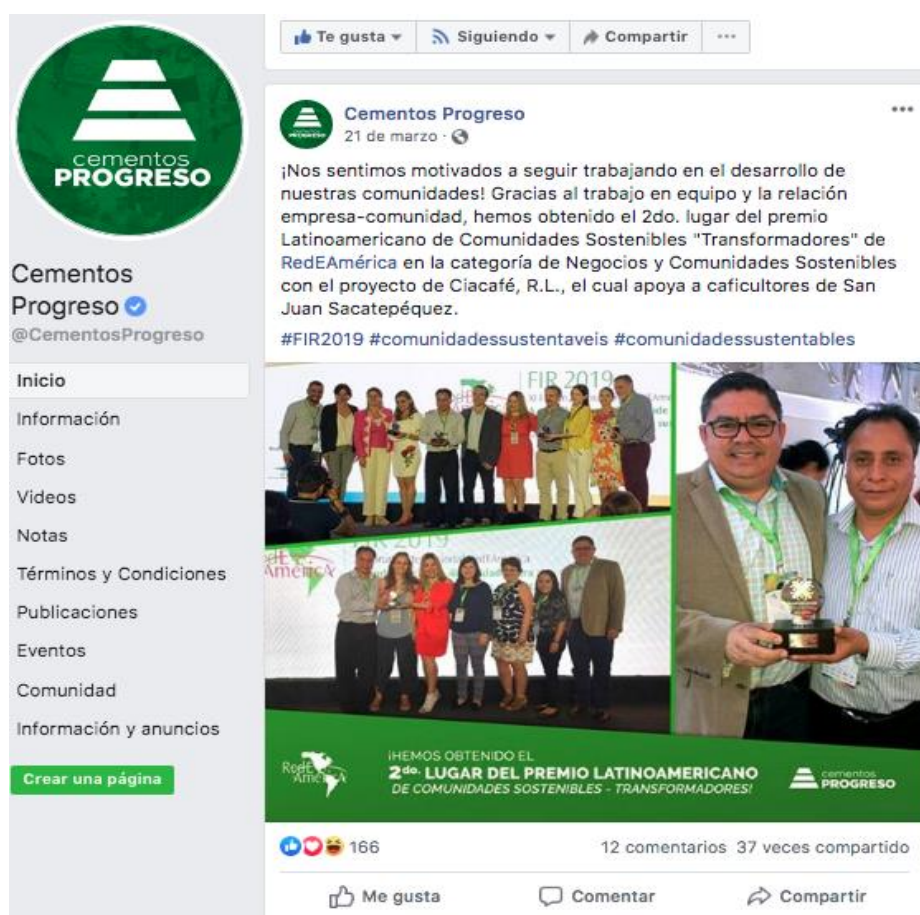 Te gusta
Siguiendo
Compartir
cementos
PROGRESO
Cementos
Progreso
@CementosProgreso
Inicio
Información
Fotos
Videos
Notas
Términos y Condiciones
Publicaciones
Eventos
Comunidad
Información y anuncios
Crear una página
Cementos Progreso
21 de marzo
¡Nos sentimos motivados a seguir trabajando en el desarrollo de
nuestras comunidades! Gracias al trabajo en equipo y la relación
empresa-comunidad, hemos obtenido el 2do. lugar del premio
Latinoamericano de Comunidades Sostenibles "Transformadores" de
RedEAmérica en la categoría de Negocios y Comunidades Sostenibles
con el proyecto de Ciacafé, R.L., el cual apoya a caficultores de San
Juan Sacatepéquez.
#FIR2019 #comunidadessustentaveis #comunidadessustentables
FIR 2019
FIR 2019
América
RedE
América
¡HEMOS OBTENIDO EL
2do. LUGAR DEL PREMIO LATINOAMERICANO
DE COMUNIDADES SOSTENIBLES - TRANSFORMADORES!
cementos
PROGRESO
166
12 comentarios 37 veces compartido
Me gusta
Comentar
Compartir